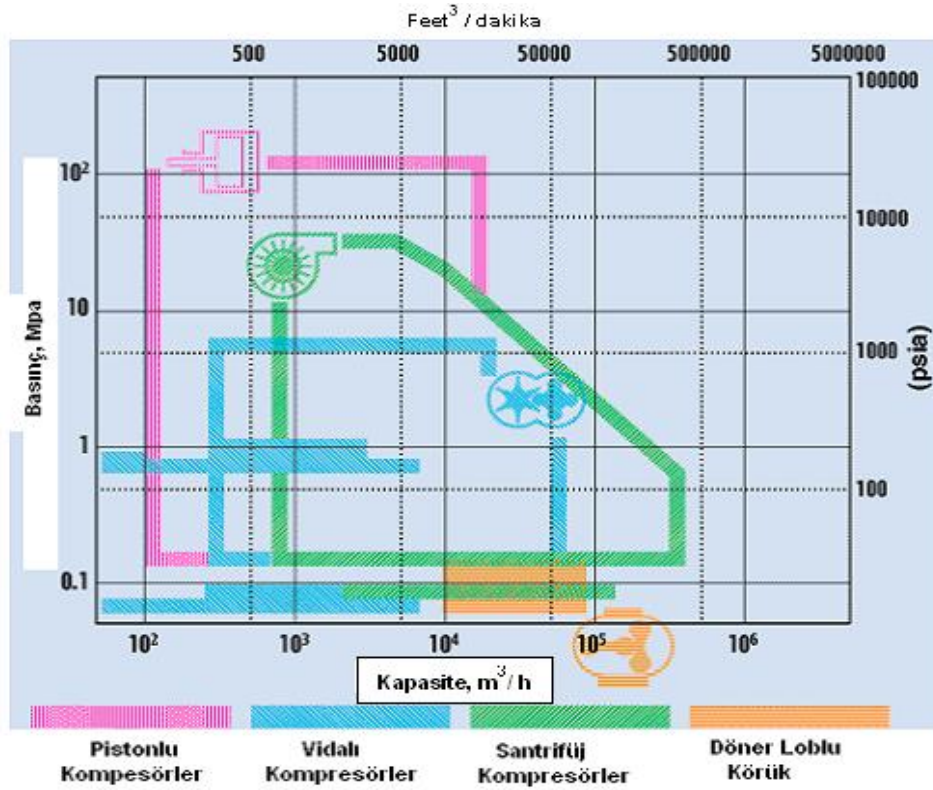 Feet³ / dakika
500 5000 50000 500000 5000000
100000
10²
10000
10
1000
1
100
0.1
Basınç, Mpa
(psia)
10² 10³ 10⁴ 10⁵ 10⁶
Kapasite, m³/ h
Pistonlu Vidalı Santrifüj Döner Loblu
Kompesörler Kompresörler Kompresörler Körük